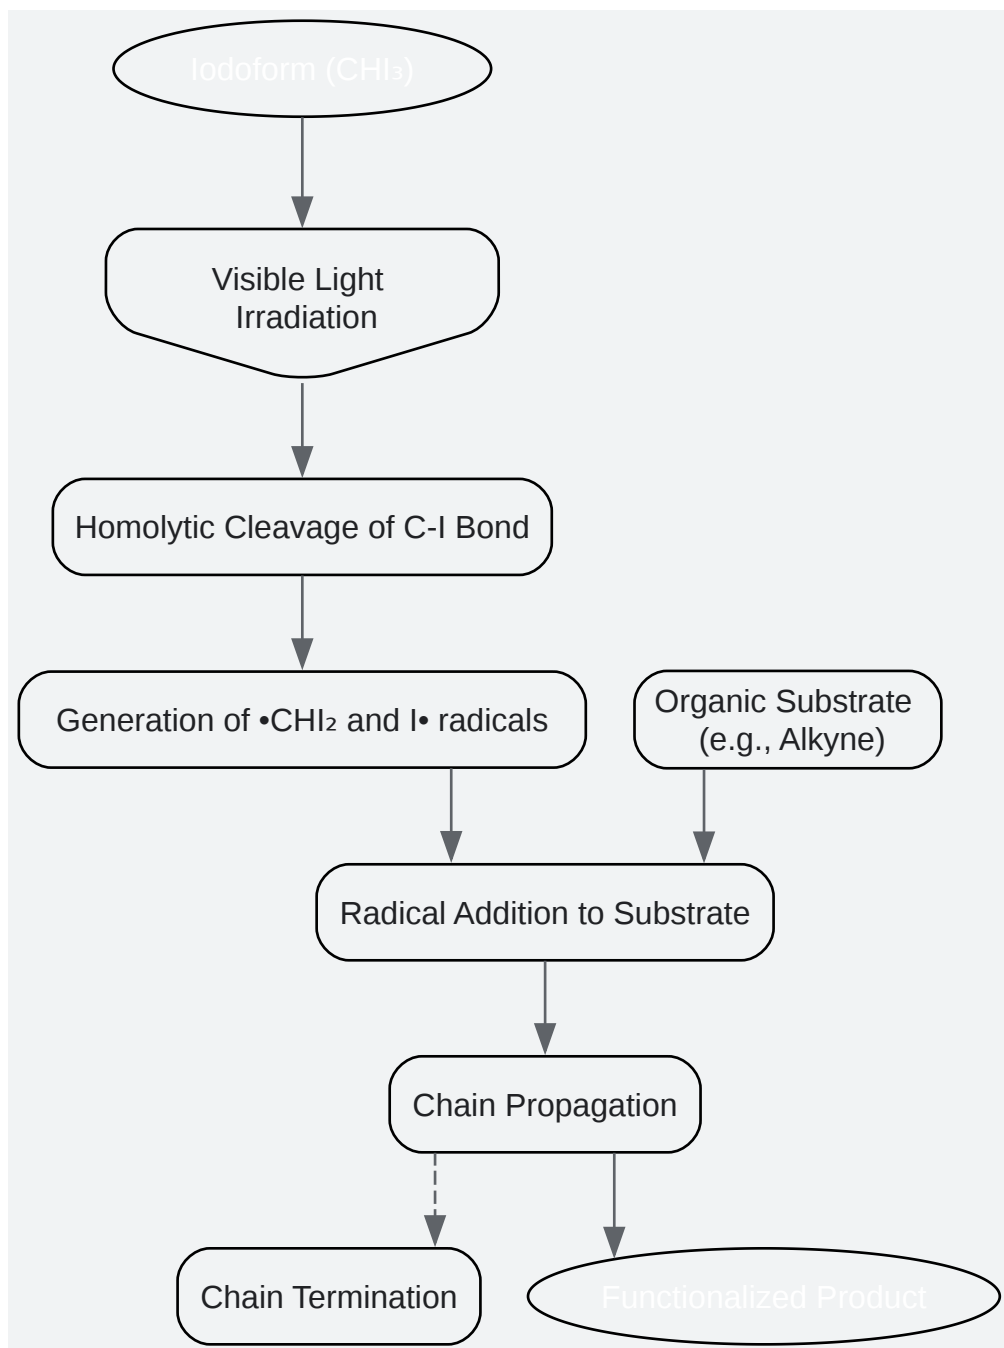 Iodoform (CHI₃)
Visible Light
Irradiation
Homolytic Cleavage of C-I Bond
Generation of •CHI₂ and I• radicals
Organic Substrate
(e.g., Alkyne)
Radical Addition to Substrate
Chain Propagation
Chain Termination
Functionalized Product